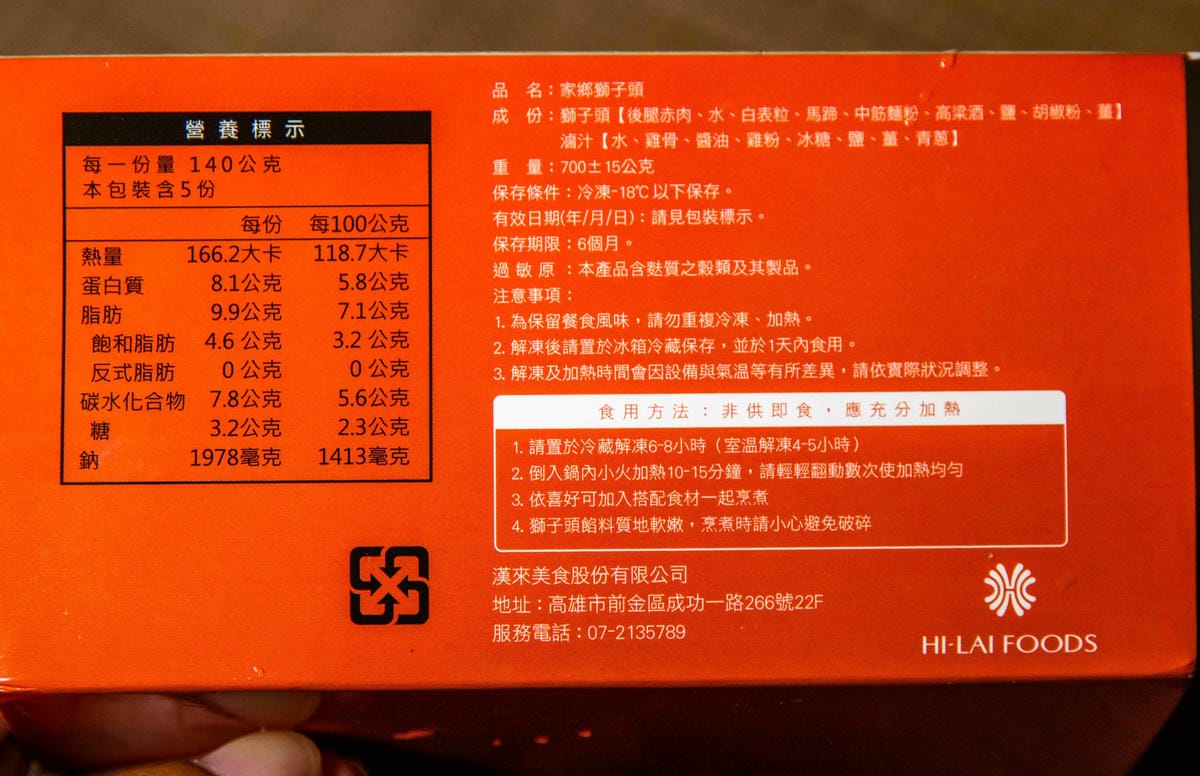 營養標示
每一份量 140公克
本包裝含5份
每份 每100公克
熱量 166.2大卡 118.7大卡
蛋白質 8.1公克 5.8公克
脂肪 9.9公克 7.1公克
飽和脂肪 4.6公克 3.2公克
反式脂肪 0公克 0公克
碳水化合物 7.8公克 5.6公克
糖 3.2公克 2.3公克
鈉 1978毫克 1413毫克
品 名：家鄉獅子頭
成 份：獅子頭【後腿赤肉、水、白表粒、馬蹄、中筋麵粉、高粱酒、鹽、胡椒粉、薑】
滷汁【水、雞骨、醬油、雞粉、冰糖、鹽、薑、青蔥】
重 量：700±15公克
保存條件：冷凍-18℃以下保存。
有效日期(年/月/日)：請見包裝標示。
保存期限：6個月。
過 敏 原 ：本產品含麩質之穀類及其製品。
注意事項：
1. 為保留餐食風味，請勿重複冷凍、加熱。
2. 解凍後請置於冰箱冷藏保存，並於1天內食用。
3. 解凍及加熱時間會因設備與氣溫等有所差異，請依實際狀況調整。
食用方法：非供即食，應充分加熱
1. 請置於冷藏解凍6-8小時（室溫解凍4-5小時）
2. 倒入鍋內小火加熱10-15分鐘，請輕輕翻動數次使加熱均勻
3. 依喜好可加入搭配食材一起烹煮
4. 獅子頭餡料質地軟嫩，烹煮時請小心避免破碎
漢來美食股份有限公司
地址：高雄市前金區成功一路266號22F
服務電話：07-2135789
HI-LAI FOODS